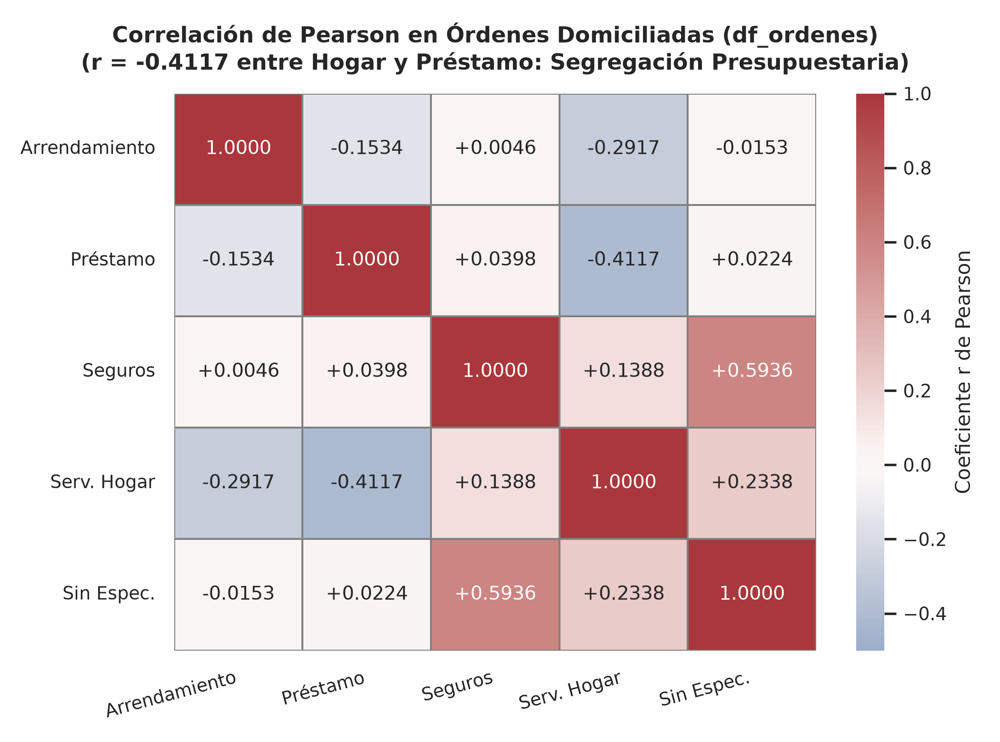 Correlación de Pearson en Órdenes Domiciliadas (df_ordenes)
(r = -0.4117 entre Hogar y Préstamo: Segregación Presupuestaria)
Arrendamiento 1.0000 -0.1534 +0.0046 -0.2917 -0.0153
Préstamo -0.1534 1.0000 +0.0398 -0.4117 +0.0224
Seguros +0.0046 +0.0398 1.0000 +0.1388 +0.5936
Serv. Hogar -0.2917 -0.4117 +0.1388 1.0000 +0.2338
Sin Espec. -0.0153 +0.0224 +0.5936 +0.2338 1.0000
Arrendamiento Préstamo Seguros Serv. Hogar Sin Espec.
1.0
0.8
0.6
0.4
0.2
0.0
−0.2
−0.4
Coeficiente r de Pearson